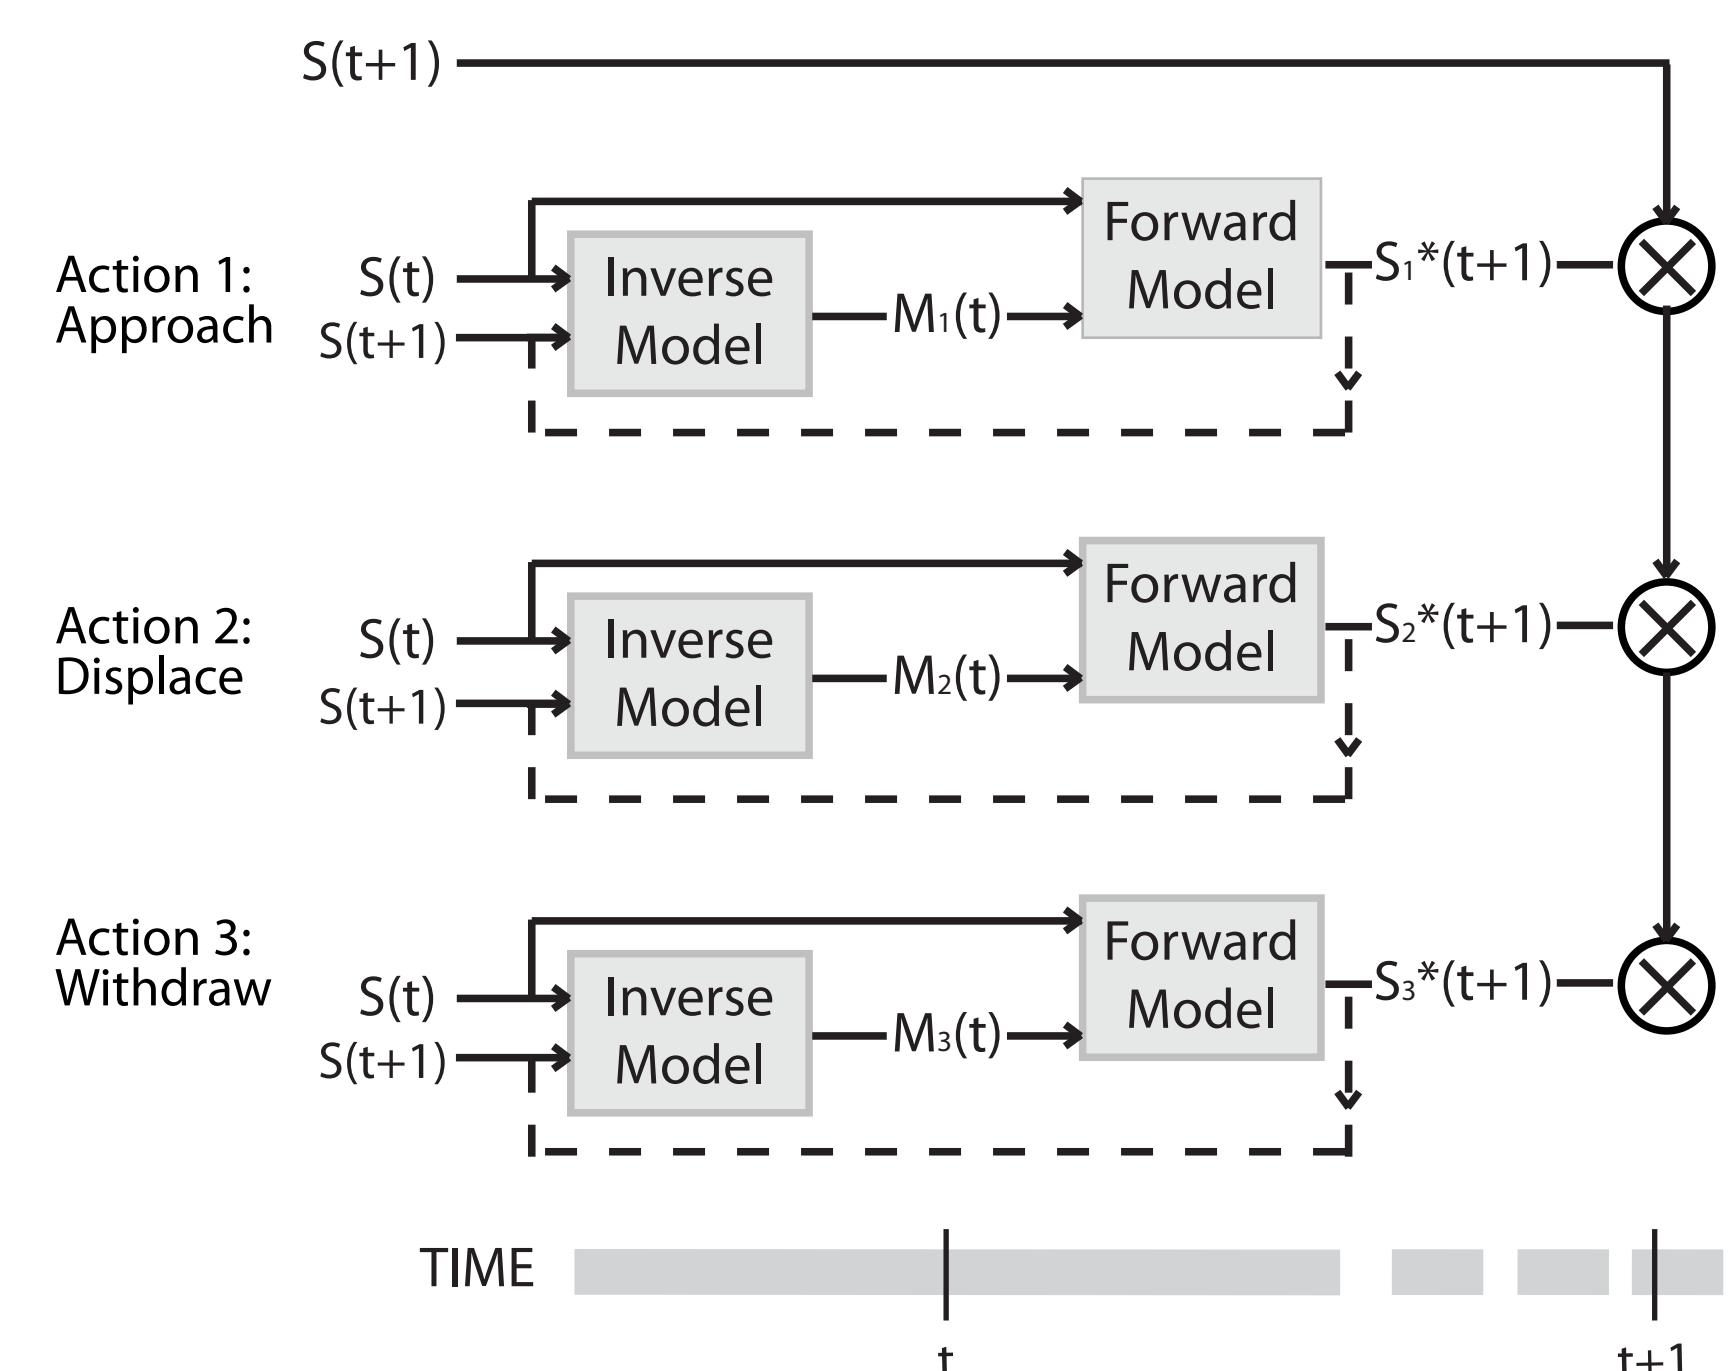 S(t+1)
Action 1:
Approach
S(t)
S(t+1)
Inverse
Model
M1(t)
Forward
Model
S1*(t+1)
Action 2:
Displace
S(t)
S(t+1)
Inverse
Model
M2(t)
Forward
Model
S2*(t+1)
Action 3:
Withdraw
S(t)
S(t+1)
Inverse
Model
M3(t)
Forward
Model
S3*(t+1)
TIME
t
t+1